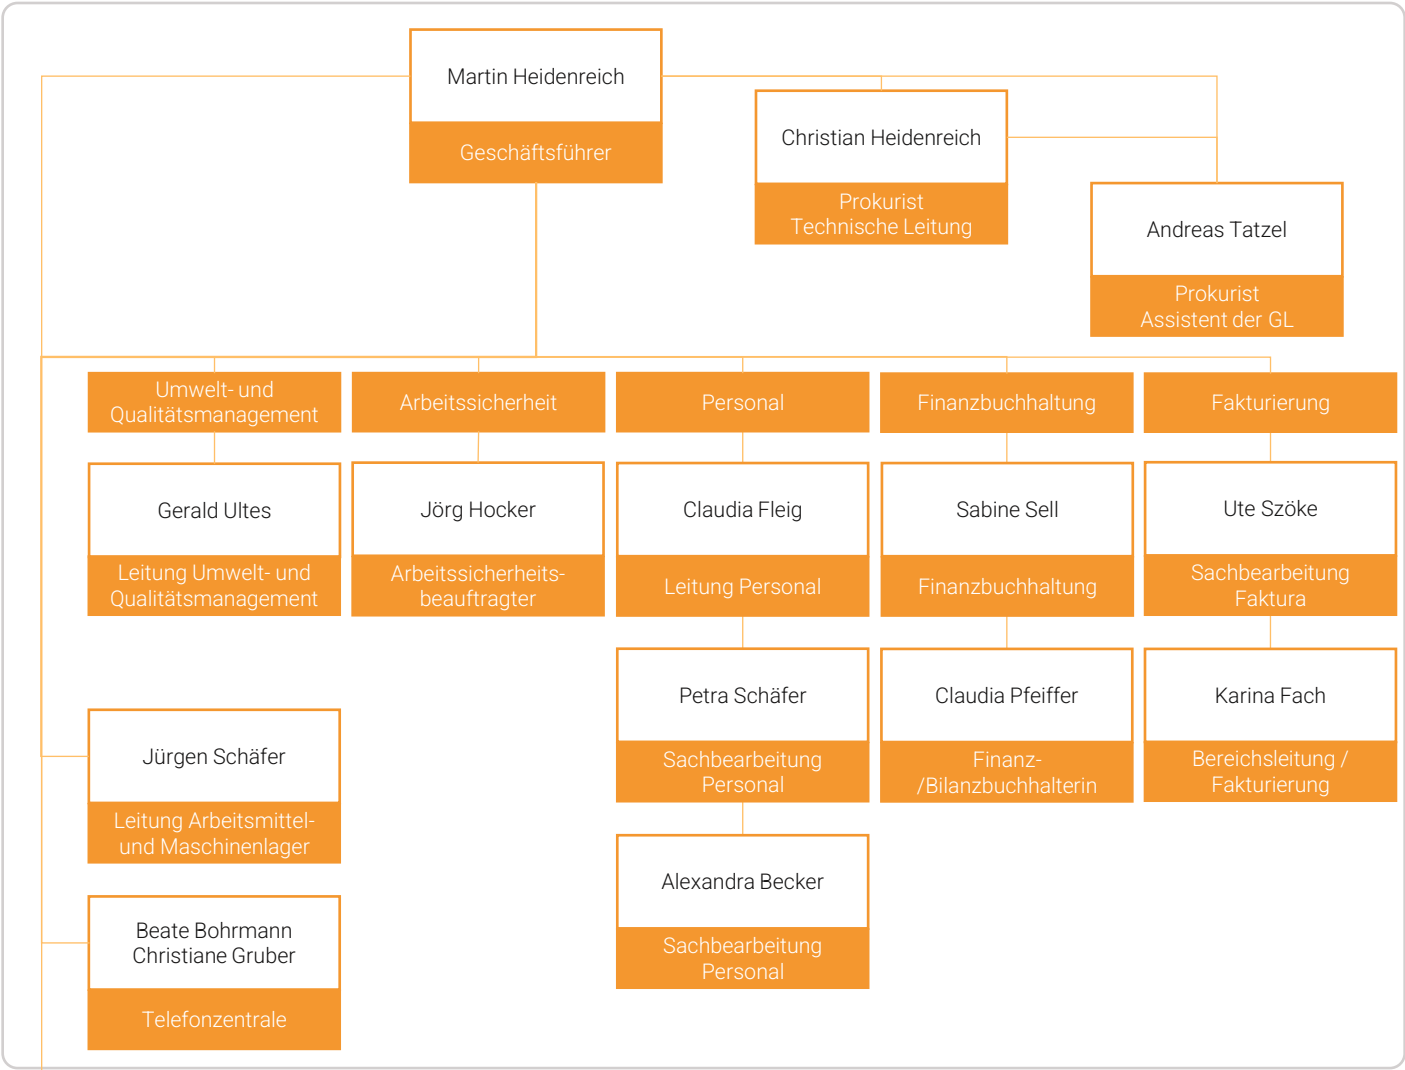 Martin Heidenreich
Geschäftsführer
Christian Heidenreich
Prokurist
Technische Leitung
Andreas Tatzel
Prokurist
Assistent der GL
Umwelt- und
Qualitätsmanagement
Arbeitssicherheit
Personal
Finanzbuchhaltung
Fakturierung
Gerald Ultes
Leitung Umwelt- und
Qualitätsmanagement
Jörg Hocker
Arbeitssicherheits-
beauftragter
Claudia Fleig
Leitung Personal
Sabine Sell
Finanzbuchhaltung
Ute Szöke
Sachbearbeitung
Faktura
Petra Schäfer
Sachbearbeitung
Personal
Claudia Pfeiffer
Finanz-
/Bilanzbuchhalterin
Karina Fach
Bereichsleitung /
Fakturierung
Jürgen Schäfer
Leitung Arbeitsmittel-
und Maschinenlager
Alexandra Becker
Sachbearbeitung
Personal
Beate Bohrmann
Christiane Gruber
Telefonzentrale